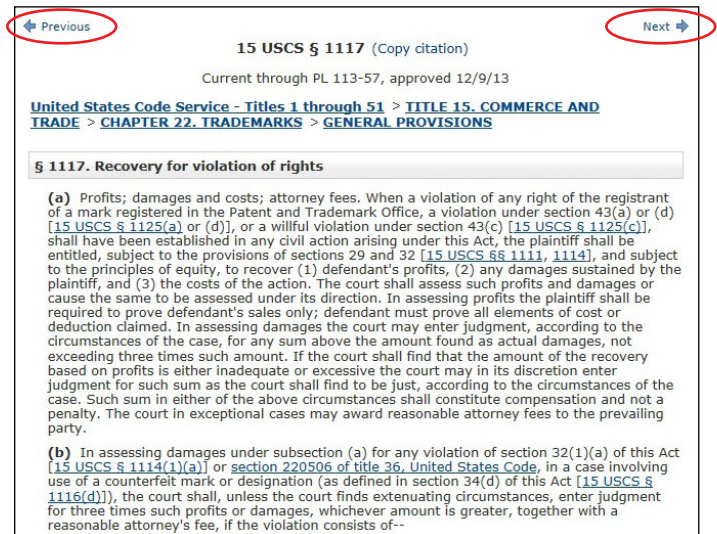 Previous
Next
15 USCS § 1117 (Copy citation)
Current through PL 113-57, approved 12/9/13
United States Code Service - Titles 1 through 51 > TITLE 15. COMMERCE AND
TRADE > CHAPTER 22. TRADEMARKS > GENERAL PROVISIONS
§ 1117. Recovery for violation of rights
(a) Profits; damages and costs; attorney fees. When a violation of any right of the registrant
of a mark registered in the Patent and Trademark Office, a violation under section 43(a) or (d)
[15 USCS § 1125(a) or (d)], or a willful violation under section 43(c) [15 USCS § 1125(c)],
shall have been established in any civil action arising under this Act, the plaintiff shall be
entitled, subject to the provisions of sections 29 and 32 [15 USCS §§ 1111, 1114], and subject
to the principles of equity, to recover (1) defendant's profits, (2) any damages sustained by the
plaintiff, and (3) the costs of the action. The court shall assess such profits and damages or
cause the same to be assessed under its direction. In assessing profits the plaintiff shall be
required to prove defendant's sales only; defendant must prove all elements of cost or
deduction claimed. In assessing damages the court may enter judgment, according to the
circumstances of the case, for any sum above the amount found as actual damages, not
exceeding three times such amount. If the court shall find that the amount of the recovery
based on profits is either inadequate or excessive the court may in its discretion enter
judgment for such sum as the court shall find to be just, according to the circumstances of the
case. Such sum in either of the above circumstances shall constitute compensation and not a
penalty. The court in exceptional cases may award reasonable attorney fees to the prevailing
party.
(b) In assessing damages under subsection (a) for any violation of section 32(1)(a) of this Act
[15 USCS § 1114(1)(a)] or section 220506 of title 36, United States Code, in a case involving
use of a counterfeit mark or designation (as defined in section 34(d) of this Act [15 USCS §
1116(d)]), the court shall, unless the court finds extenuating circumstances, enter judgment
for three times such profits or damages, whichever amount is greater, together with a
reasonable attorney's fee, if the violation consists of--